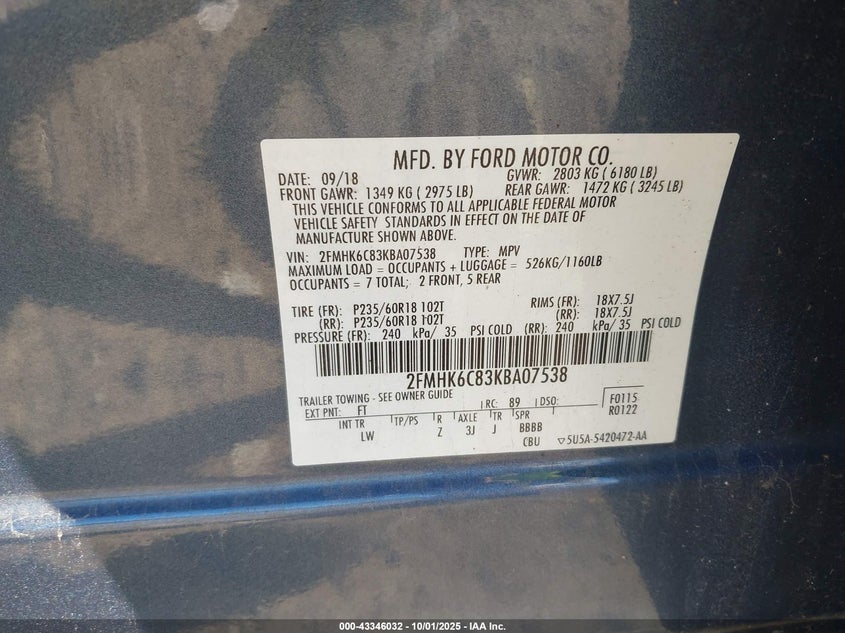 MFD. BY FORD MOTOR CO.
DATE: 09/18 GVWR: 2803 KG ( 6180 LB)
FRONT GAWR: 1349 KG ( 2975 LB) REAR GAWR: 1472 KG ( 3245 LB)
THIS VEHICLE CONFORMS TO ALL APPLICABLE FEDERAL MOTOR
VEHICLE SAFETY STANDARDS IN EFFECT ON THE DATE OF
MANUFACTURE SHOWN ABOVE.
VIN: 2FMHK6C83KBA07538 TYPE: MPV
MAXIMUM LOAD = OCCUPANTS + LUGGAGE = 526KG/1160LB
OCCUPANTS = 7 TOTAL; 2 FRONT, 5 REAR
TIRE (FR): P235/60R18 102T RIMS (FR): 18X7.5J
(RR): P235/60R18 102T (RR): 18X7.5J
PRESSURE (FR): 240 kPa/ 35 PSI COLD (RR): 240 kPa/ 35 PSI COLD
2FMHK6C83KBA07538
TRAILER TOWING - SEE OWNER GUIDE
EXT PNT: FT RC: 89 DSO: F0115
R0122
INT TR TP/PS R AXLE TR SPR
LW Z 3J J BBBB
CBU 5U5A-5420472-AA
000-43346032 - 10/01/2025 - IAA Inc.